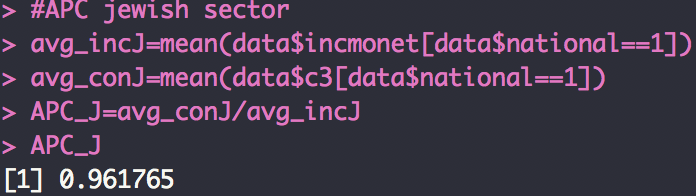 > #APC jewish sector
> avg_incJ=mean(data$incmonet[data$national==1])
> avg_conJ=mean(data$c3[data$national==1])
> APC_J=avg_conJ/avg_incJ
> APC_J
[1] 0.961765